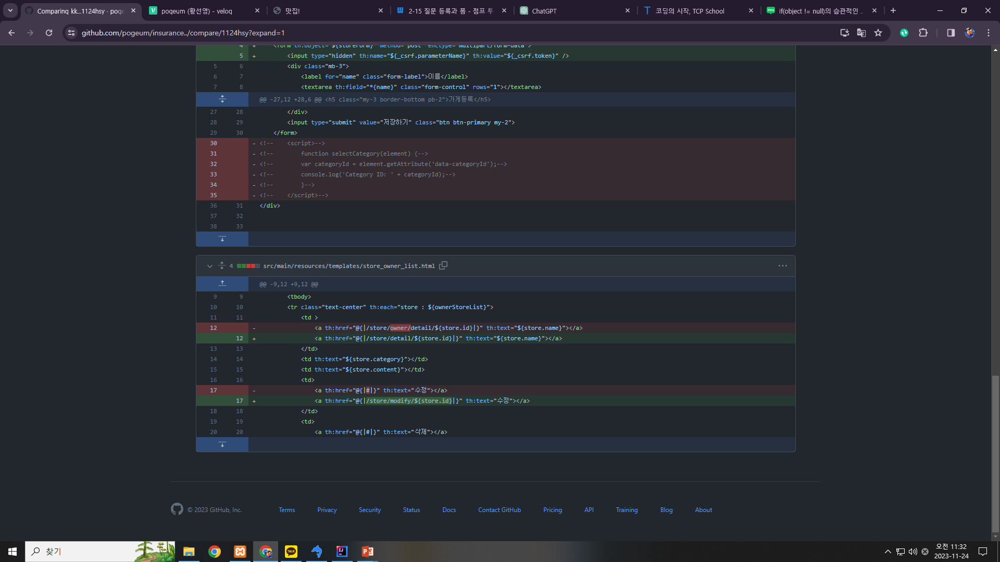 Comparing kk...1124hsy · poge
pogeum (황선영) - velog
맛집!
2-15 질문 등록과 폼 - 점프 투
ChatGPT
코딩의 시작, TCP School
if(object != null)의 습관적인
github.com/pogeum/insurance../compare/1124hsy?expand=1
4 + <form th:object="${storeForm}" method="post" enctype="multipart/form-data">
5 + <input type="hidden" th:name="${_csrf.parameterName}" th:value="${_csrf.token}" />
5 6 <div class="mb-3">
6 7 <label for="name" class="form-label">이름</label>
7 8 <textarea th:field="*{name}" class="form-control" rows="1"></textarea>
@@ -27,12 +28,6 @@ <h5 class="my-3 border-bottom pb-2">가게등록</h5>
27 28 </div>
28 29 <input type="submit" value="저장하기" class="btn btn-primary my-2">
29 30 </form>
30 - <!-- <script>-->
31 - <!-- function selectCategory(element) {-->
32 - <!-- var categoryId = element.getAttribute('data-categoryId');-->
33 - <!-- console.log('Category ID: ' + categoryId);-->
34 - <!-- }-->
35 - <!-- </script>-->
36 31 </div>
37 32
38 33
4 src/main/resources/templates/store_owner_list.html
@@ -9,12 +9,12 @@
9 9 <tbody>
10 10 <tr class="text-center" th:each="store : ${ownerStoreList}">
11 11 <td >
12 - <a th:href="@{|/store/owner/detail/${store.id}|}" th:text="${store.name}"></a>
12 + <a th:href="@{|/store/detail/${store.id}|}" th:text="${store.name}"></a>
13 13 </td>
14 14 <td th:text="${store.category}"></td>
15 15 <td th:text="${store.content}"></td>
16 16 <td>
17 - <a th:href="@{|#|}" th:text="수정"></a>
17 + <a th:href="@{|/store/modify/${store.id}|}" th:text="수정"></a>
18 18 </td>
19 19 <td>
20 20 <a th:href="@{|#|}" th:text="삭제"></a>
© 2023 GitHub, Inc. Terms Privacy Security Status Docs Contact GitHub Pricing API Training Blog About
찾기
오전 11:32
2023-11-24